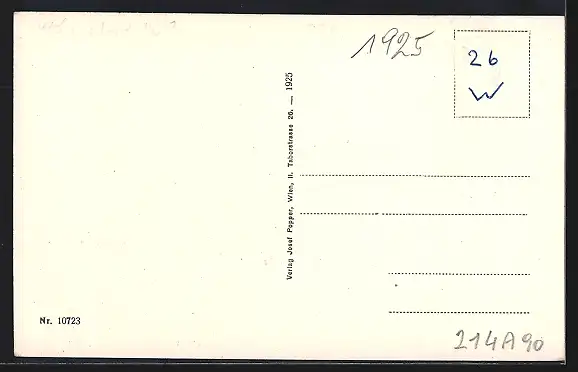 1925
26
W
Verlag Josef Popper, Wien, II. Taborstrasse 26. — 1925
Nr. 10723
214A90